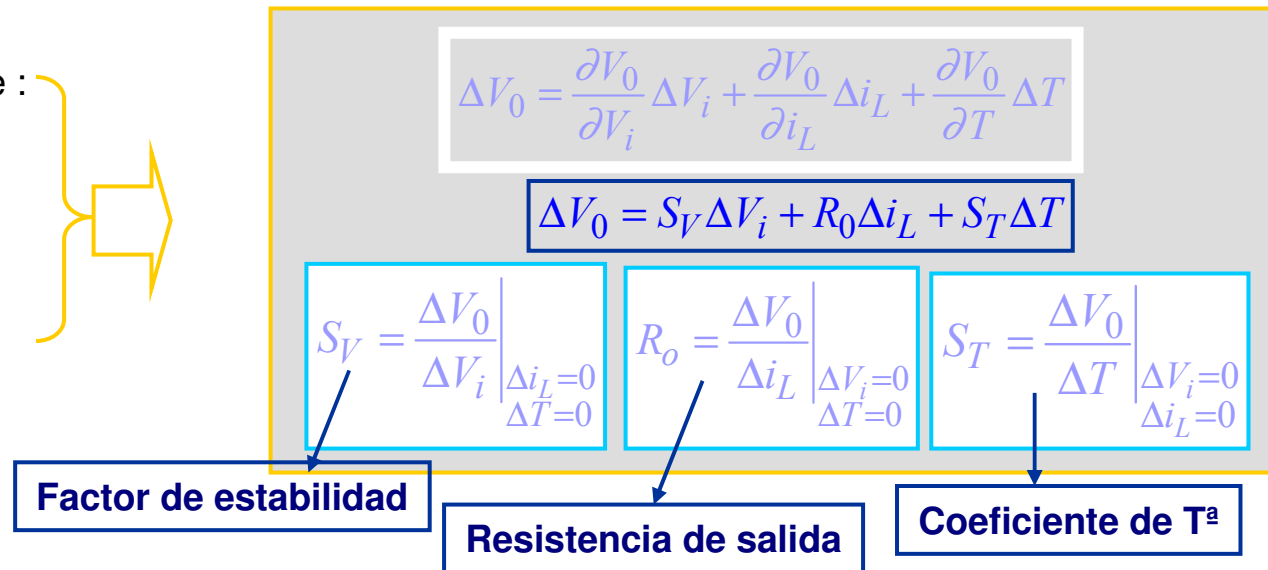 e :
ΔV₀ = ∂V₀/∂Vᵢ ΔVᵢ + ∂V₀/∂i_L Δi_L + ∂V₀/∂T ΔT
ΔV₀ = S_V ΔVᵢ + R₀ Δi_L + S_T ΔT
S_V = ΔV₀/ΔVᵢ | Δi_L=0 ΔT=0
R_o = ΔV₀/Δi_L | ΔVᵢ=0 ΔT=0
S_T = ΔV₀/ΔT | ΔVᵢ=0 Δi_L=0
Factor de estabilidad
Resistencia de salida
Coeficiente de Tª